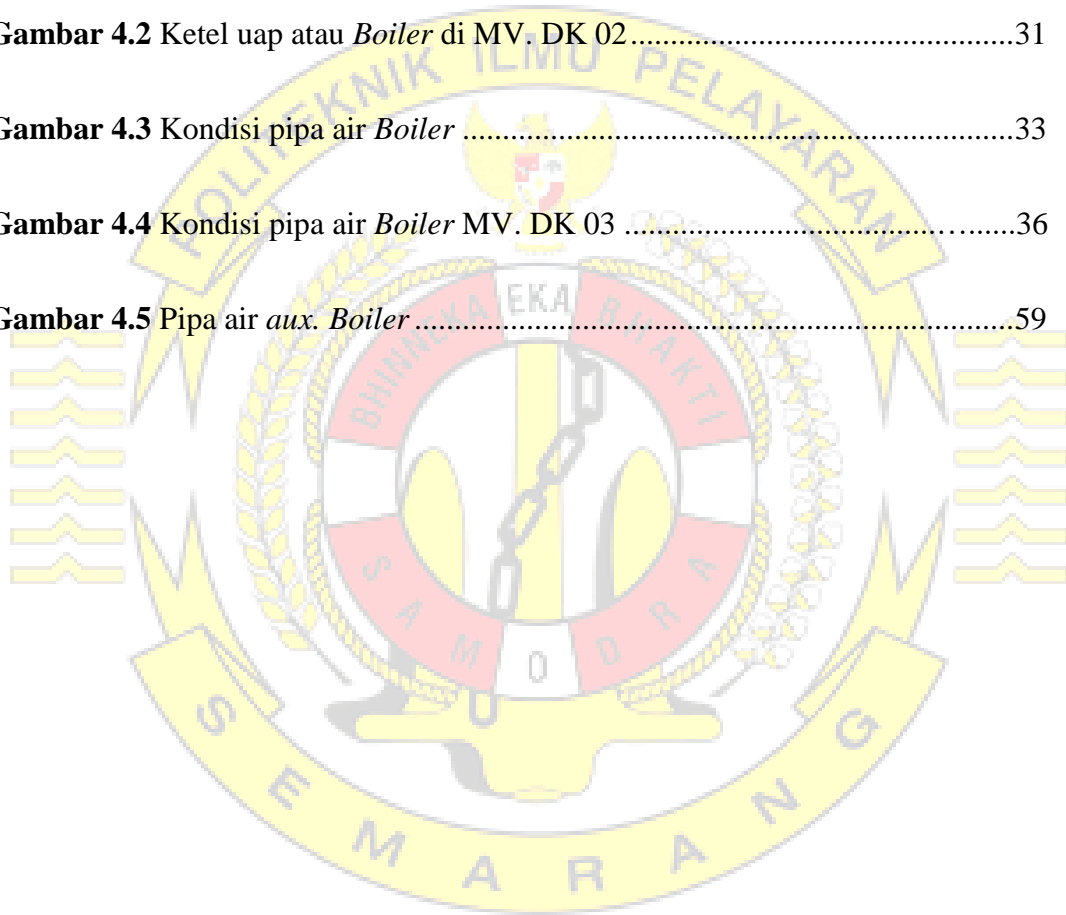 Gambar 4.2 Ketel uap atau Boiler di MV. DK 02.........................................31
Gambar 4.3 Kondisi pipa air Boiler ...........................................................33
Gambar 4.4 Kondisi pipa air Boiler MV. DK 03 ..........................................36
Gambar 4.5 Pipa air aux. Boiler ................................................................59
POLITEKNIK ILMU PELAYARAN
BHINNEKA EKA BHAKTI
SAMODRA
SEMARANG